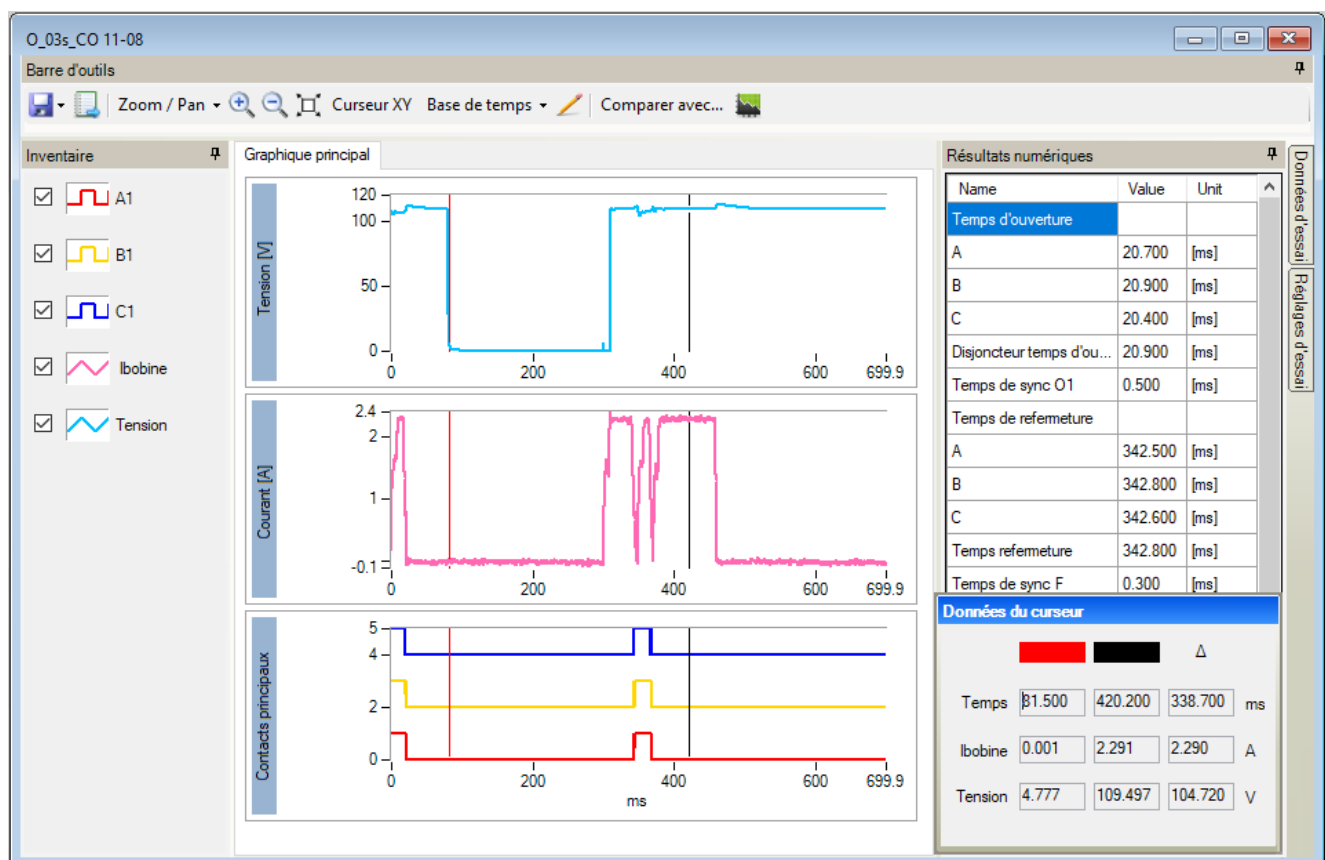 O_03s_CO 11-08
Barre d'outils
Zoom / Pan Curseur XY Base de temps Comparer avec...
Inventaire
A1
B1
C1
Ibobine
Tension
Graphique principal
Tension [V]
120
100
50
0
0 200 400 600 699.9
Courant [A]
2.4
2
1
-0.1
0 200 400 600 699.9
Contacts principaux
5
4
2
0
0 200 400 600 699.9
ms
Résultats numériques
Name Value Unit
Temps d'ouverture
A 20.700 [ms]
B 20.900 [ms]
C 20.400 [ms]
Disjoncteur temps d'ou... 20.900 [ms]
Temps de sync O1 0.500 [ms]
Temps de refermeture
A 342.500 [ms]
B 342.800 [ms]
C 342.600 [ms]
Temps refermeture 342.800 [ms]
Temps de sync F 0.300 [ms]
Données du curseur
Δ
Temps 81.500 420.200 338.700 ms
Ibobine 0.001 2.291 2.290 A
Tension 4.777 109.497 104.720 V
Données d'essai
Réglages d'essai